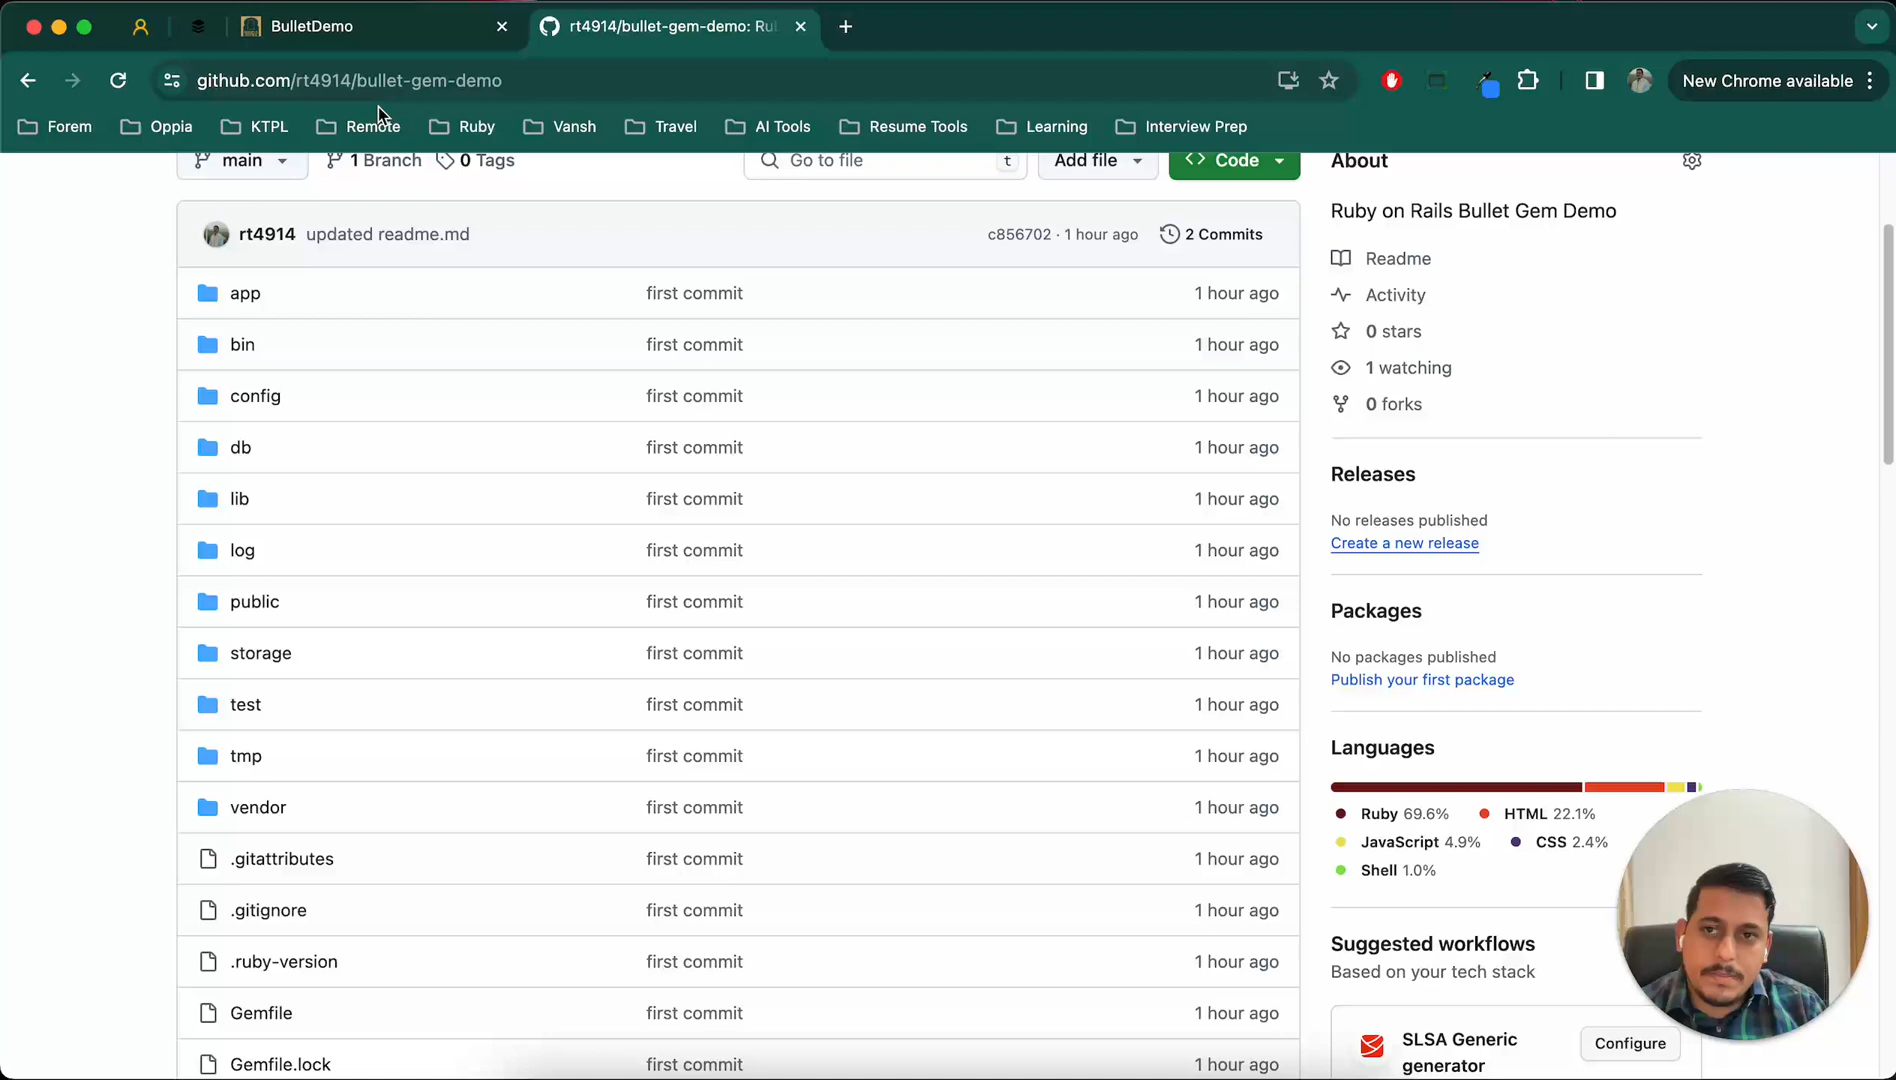 BulletDemo
rt4914/bullet-gem-demo: Ru
github.com/rt4914/bullet-gem-demo
New Chrome available
Forem
Oppia
KTPL
Remote
Ruby
Vansh
Travel
AI Tools
Resume Tools
Learning
Interview Prep
main
1 Branch
0 Tags
Go to file
t
Add file
Code
rt4914 updated readme.md
c856702 · 1 hour ago
2 Commits
app first commit 1 hour ago
bin first commit 1 hour ago
config first commit 1 hour ago
db first commit 1 hour ago
lib first commit 1 hour ago
log first commit 1 hour ago
public first commit 1 hour ago
storage first commit 1 hour ago
test first commit 1 hour ago
tmp first commit 1 hour ago
vendor first commit 1 hour ago
.gitattributes first commit 1 hour ago
.gitignore first commit 1 hour ago
.ruby-version first commit 1 hour ago
Gemfile first commit 1 hour ago
Gemfile.lock first commit 1 hour ago
About
Ruby on Rails Bullet Gem Demo
Readme
Activity
0 stars
1 watching
0 forks
Releases
No releases published
Create a new release
Packages
No packages published
Publish your first package
Languages
Ruby 69.6% HTML 22.1%
JavaScript 4.9% CSS 2.4%
Shell 1.0%
Suggested workflows
Based on your tech stack
SLSA Generic
generator
Configure